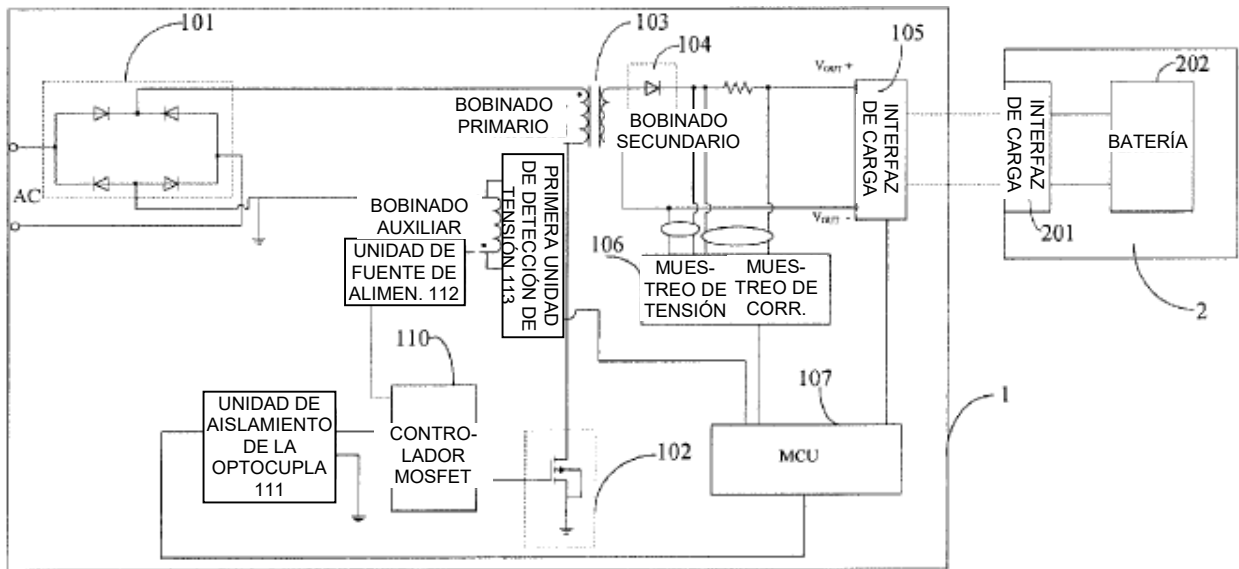 101
103
104
105
202
V_OUT +
BOBINADO
PRIMARIO
BOBINADO
SECUNDARIO
INTERFAZ
DE CARGA
INTERFAZ
DE CARGA
BATERÍA
AC
PRIMERA UNIDAD
DE DETECCIÓN DE
TENSIÓN 113
BOBINADO
AUXILIAR
V_OUT -
201
UNIDAD DE
FUENTE DE
ALIMEN. 112
106
MUES-
TREO DE
TENSIÓN
MUES-
TREO DE
CORR.
2
110
107
1
UNIDAD DE
AISLAMIENTO
DE LA
OPTOCUPLA
111
CONTRO-
LADOR
MOSFET
102
MCU